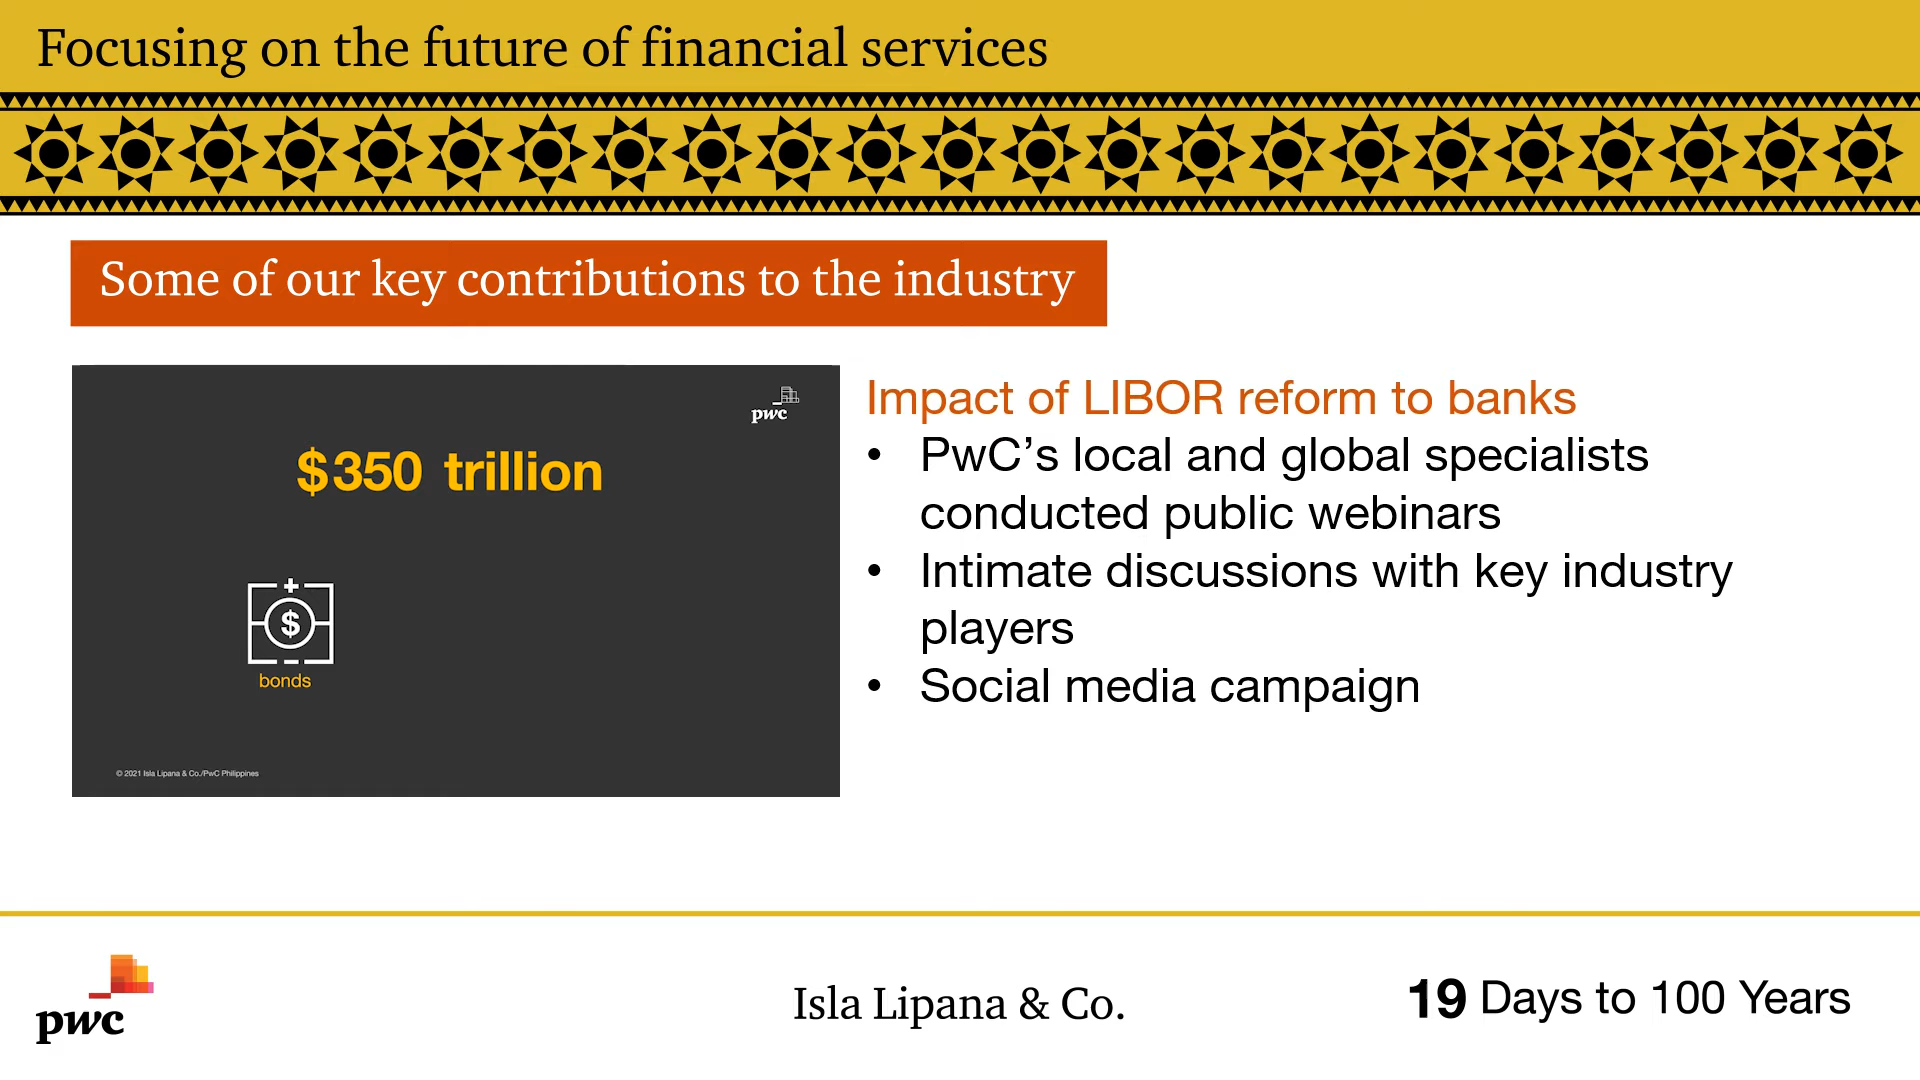 Focusing on the future of financial services
Some of our key contributions to the industry
pwc
$350 trillion
$
bonds
© 2021 Isla Lipana & Co./PwC Philippines
Impact of LIBOR reform to banks
• PwC’s local and global specialists
conducted public webinars
• Intimate discussions with key industry
players
• Social media campaign
pwc
Isla Lipana & Co.
19 Days to 100 Years